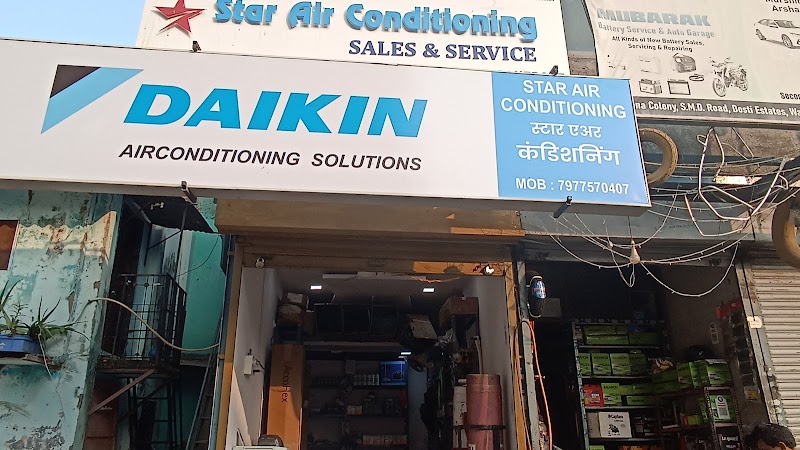 Star Air Conditioning
SALES & SERVICE
MUBARAK
Battery Service & Auto Garage
All Kinds of New Battery Sales,
Servicing & Repairing
Colony, S.M.D. Road, Dosti Estates,
DAIKIN
AIRCONDITIONING SOLUTIONS
STAR AIR
CONDITIONING
स्टार एअर
कंडिशनिंग
MOB : 7977570407